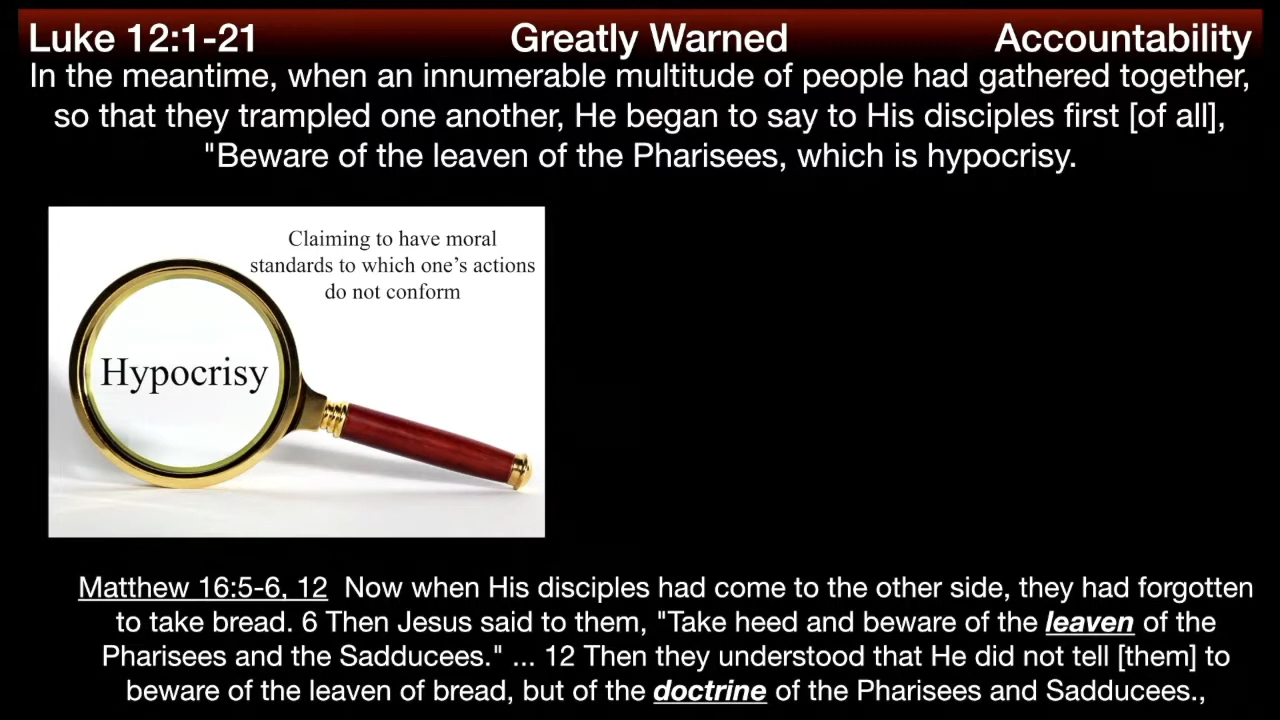 Luke 12:1-21 Greatly Warned Accountability
In the meantime, when an innumerable multitude of people had gathered together,
so that they trampled one another, He began to say to His disciples first [of all],
"Beware of the leaven of the Pharisees, which is hypocrisy.
Claiming to have moral
standards to which one’s actions
do not conform
Hypocrisy
Matthew 16:5-6, 12 Now when His disciples had come to the other side, they had forgotten
to take bread. 6 Then Jesus said to them, "Take heed and beware of the leaven of the
Pharisees and the Sadducees." ... 12 Then they understood that He did not tell [them] to
beware of the leaven of bread, but of the doctrine of the Pharisees and Sadducees.,